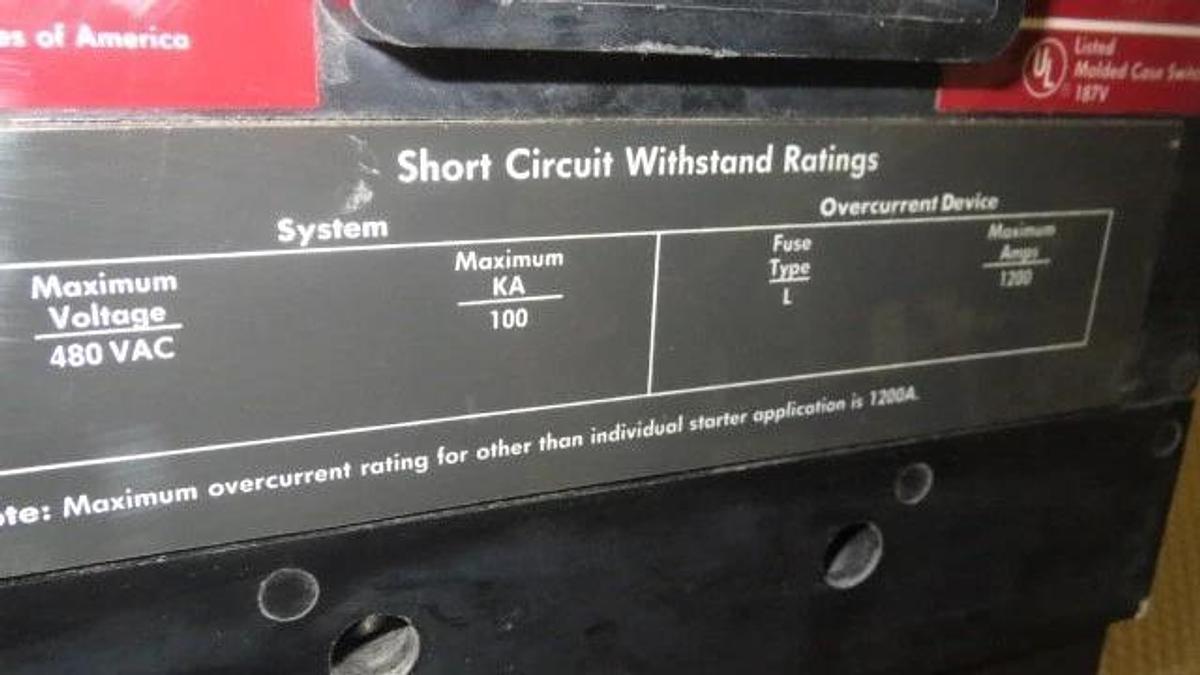 es of America
UL
Listed
Molded Case Swit
187V
Short Circuit Withstand Ratings
System
Overcurrent Device
Maximum
Voltage
480 VAC
Maximum
KA
100
Fuse
Type
L
Maximum
Amps
1200
ote: Maximum overcurrent rating for other than individual starter application is 1200A.